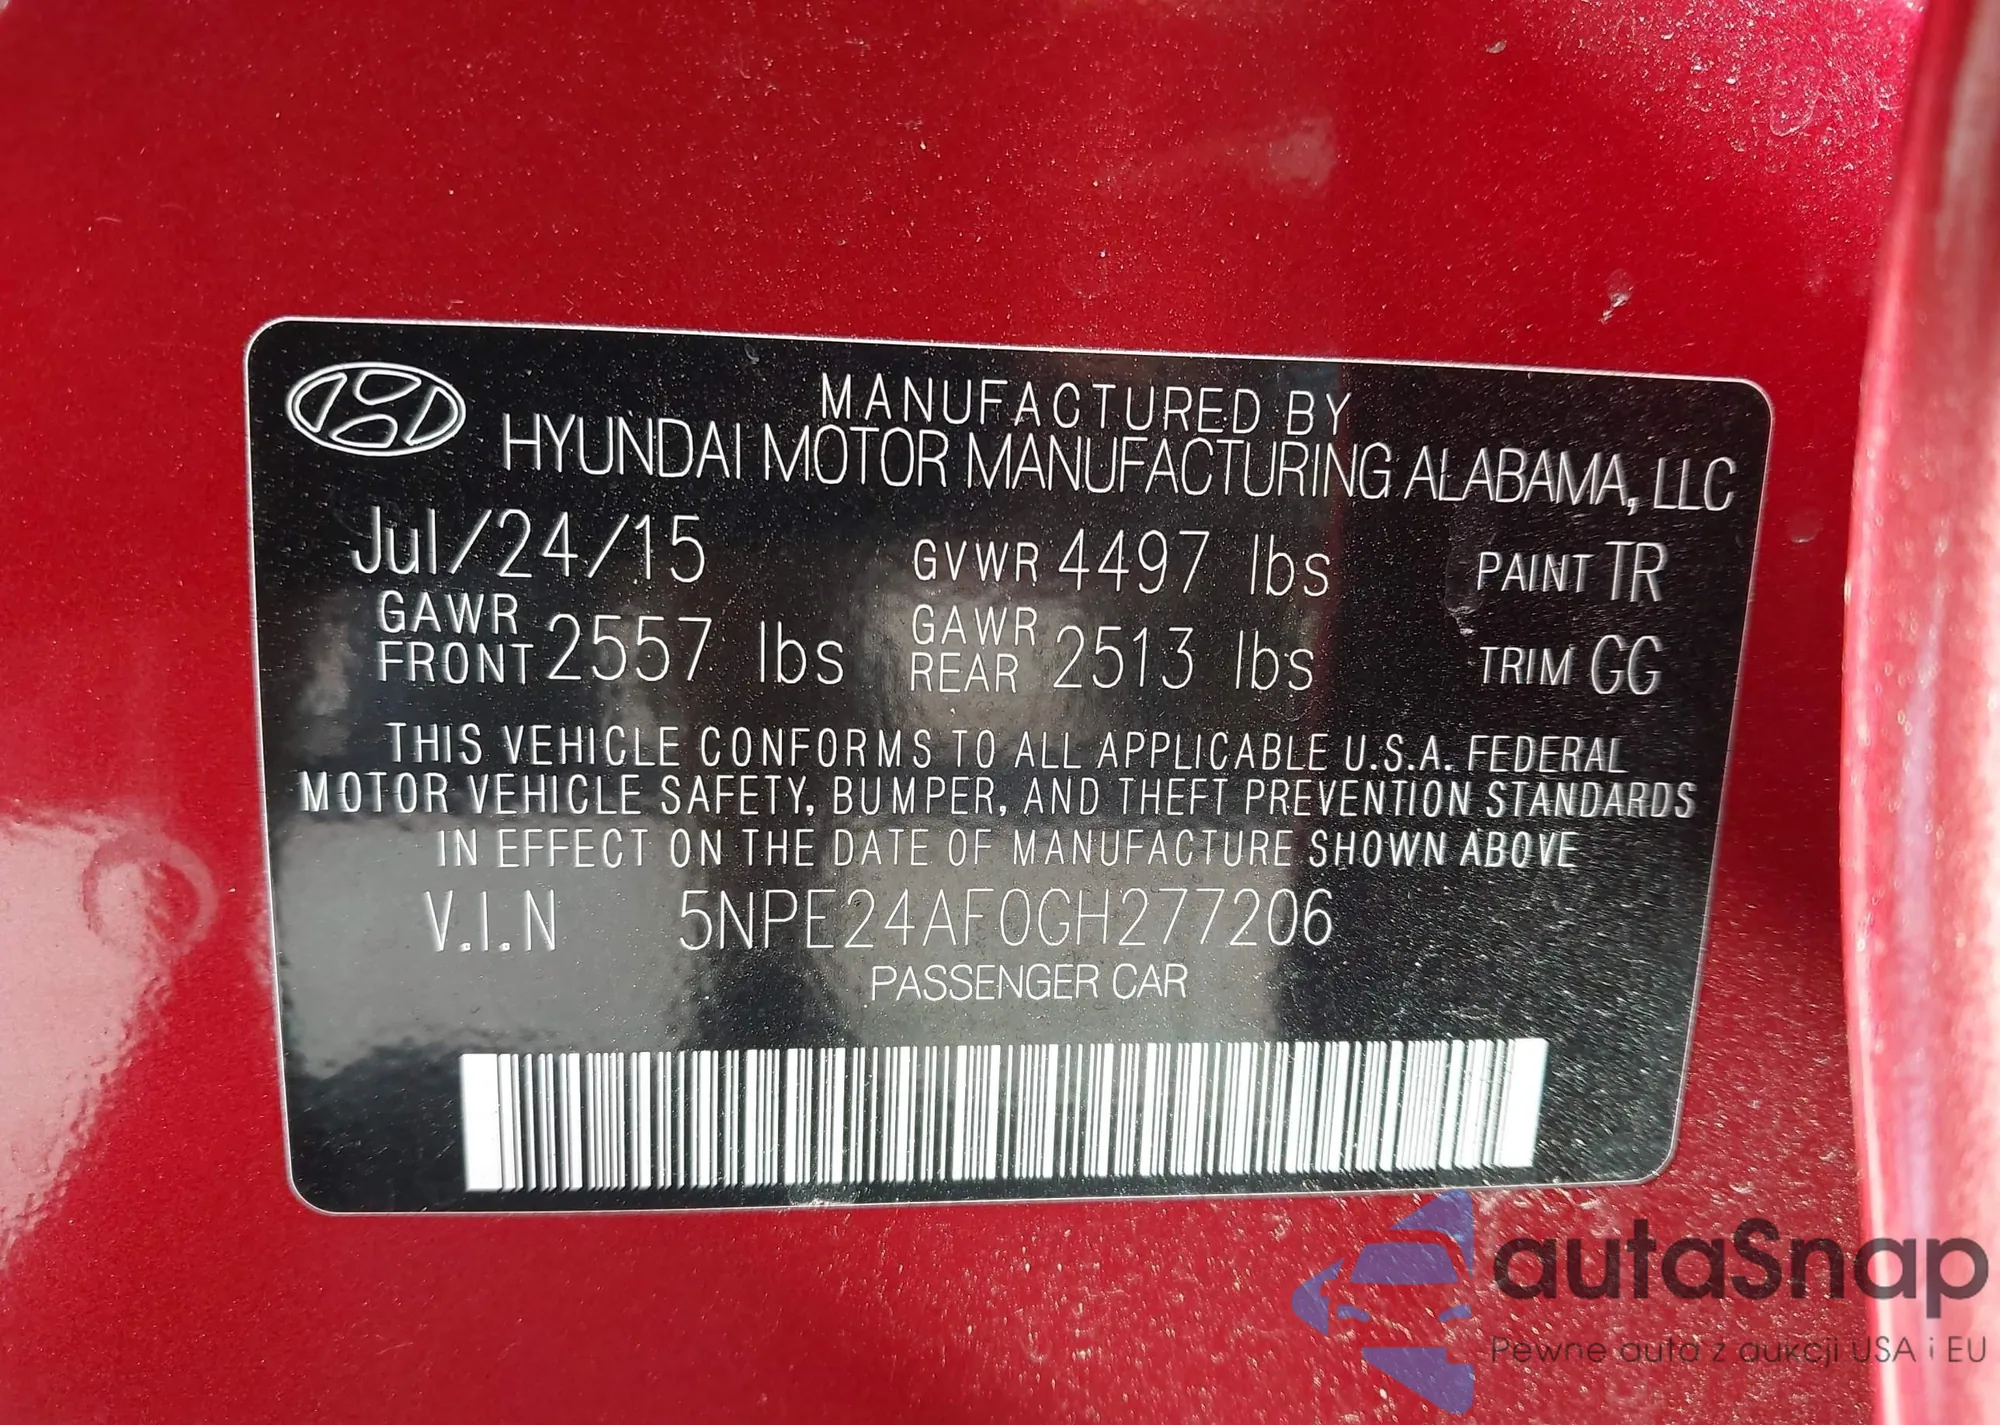 MANUFACTURED BY
HYUNDAI MOTOR MANUFACTURING ALABAMA, LLC
Jul/24/15 GVWR 4497 lbs PAINT TR
GAWR FRONT 2557 lbs GAWR REAR 2513 lbs TRIM GG
THIS VEHICLE CONFORMS TO ALL APPLICABLE U.S.A. FEDERAL
MOTOR VEHICLE SAFETY, BUMPER, AND THEFT PREVENTION STANDARDS
IN EFFECT ON THE DATE OF MANUFACTURE SHOWN ABOVE
V.I.N 5NPE24AF0GH277206
PASSENGER CAR
autaSnap
Pewne auta z aukcji USA i EU